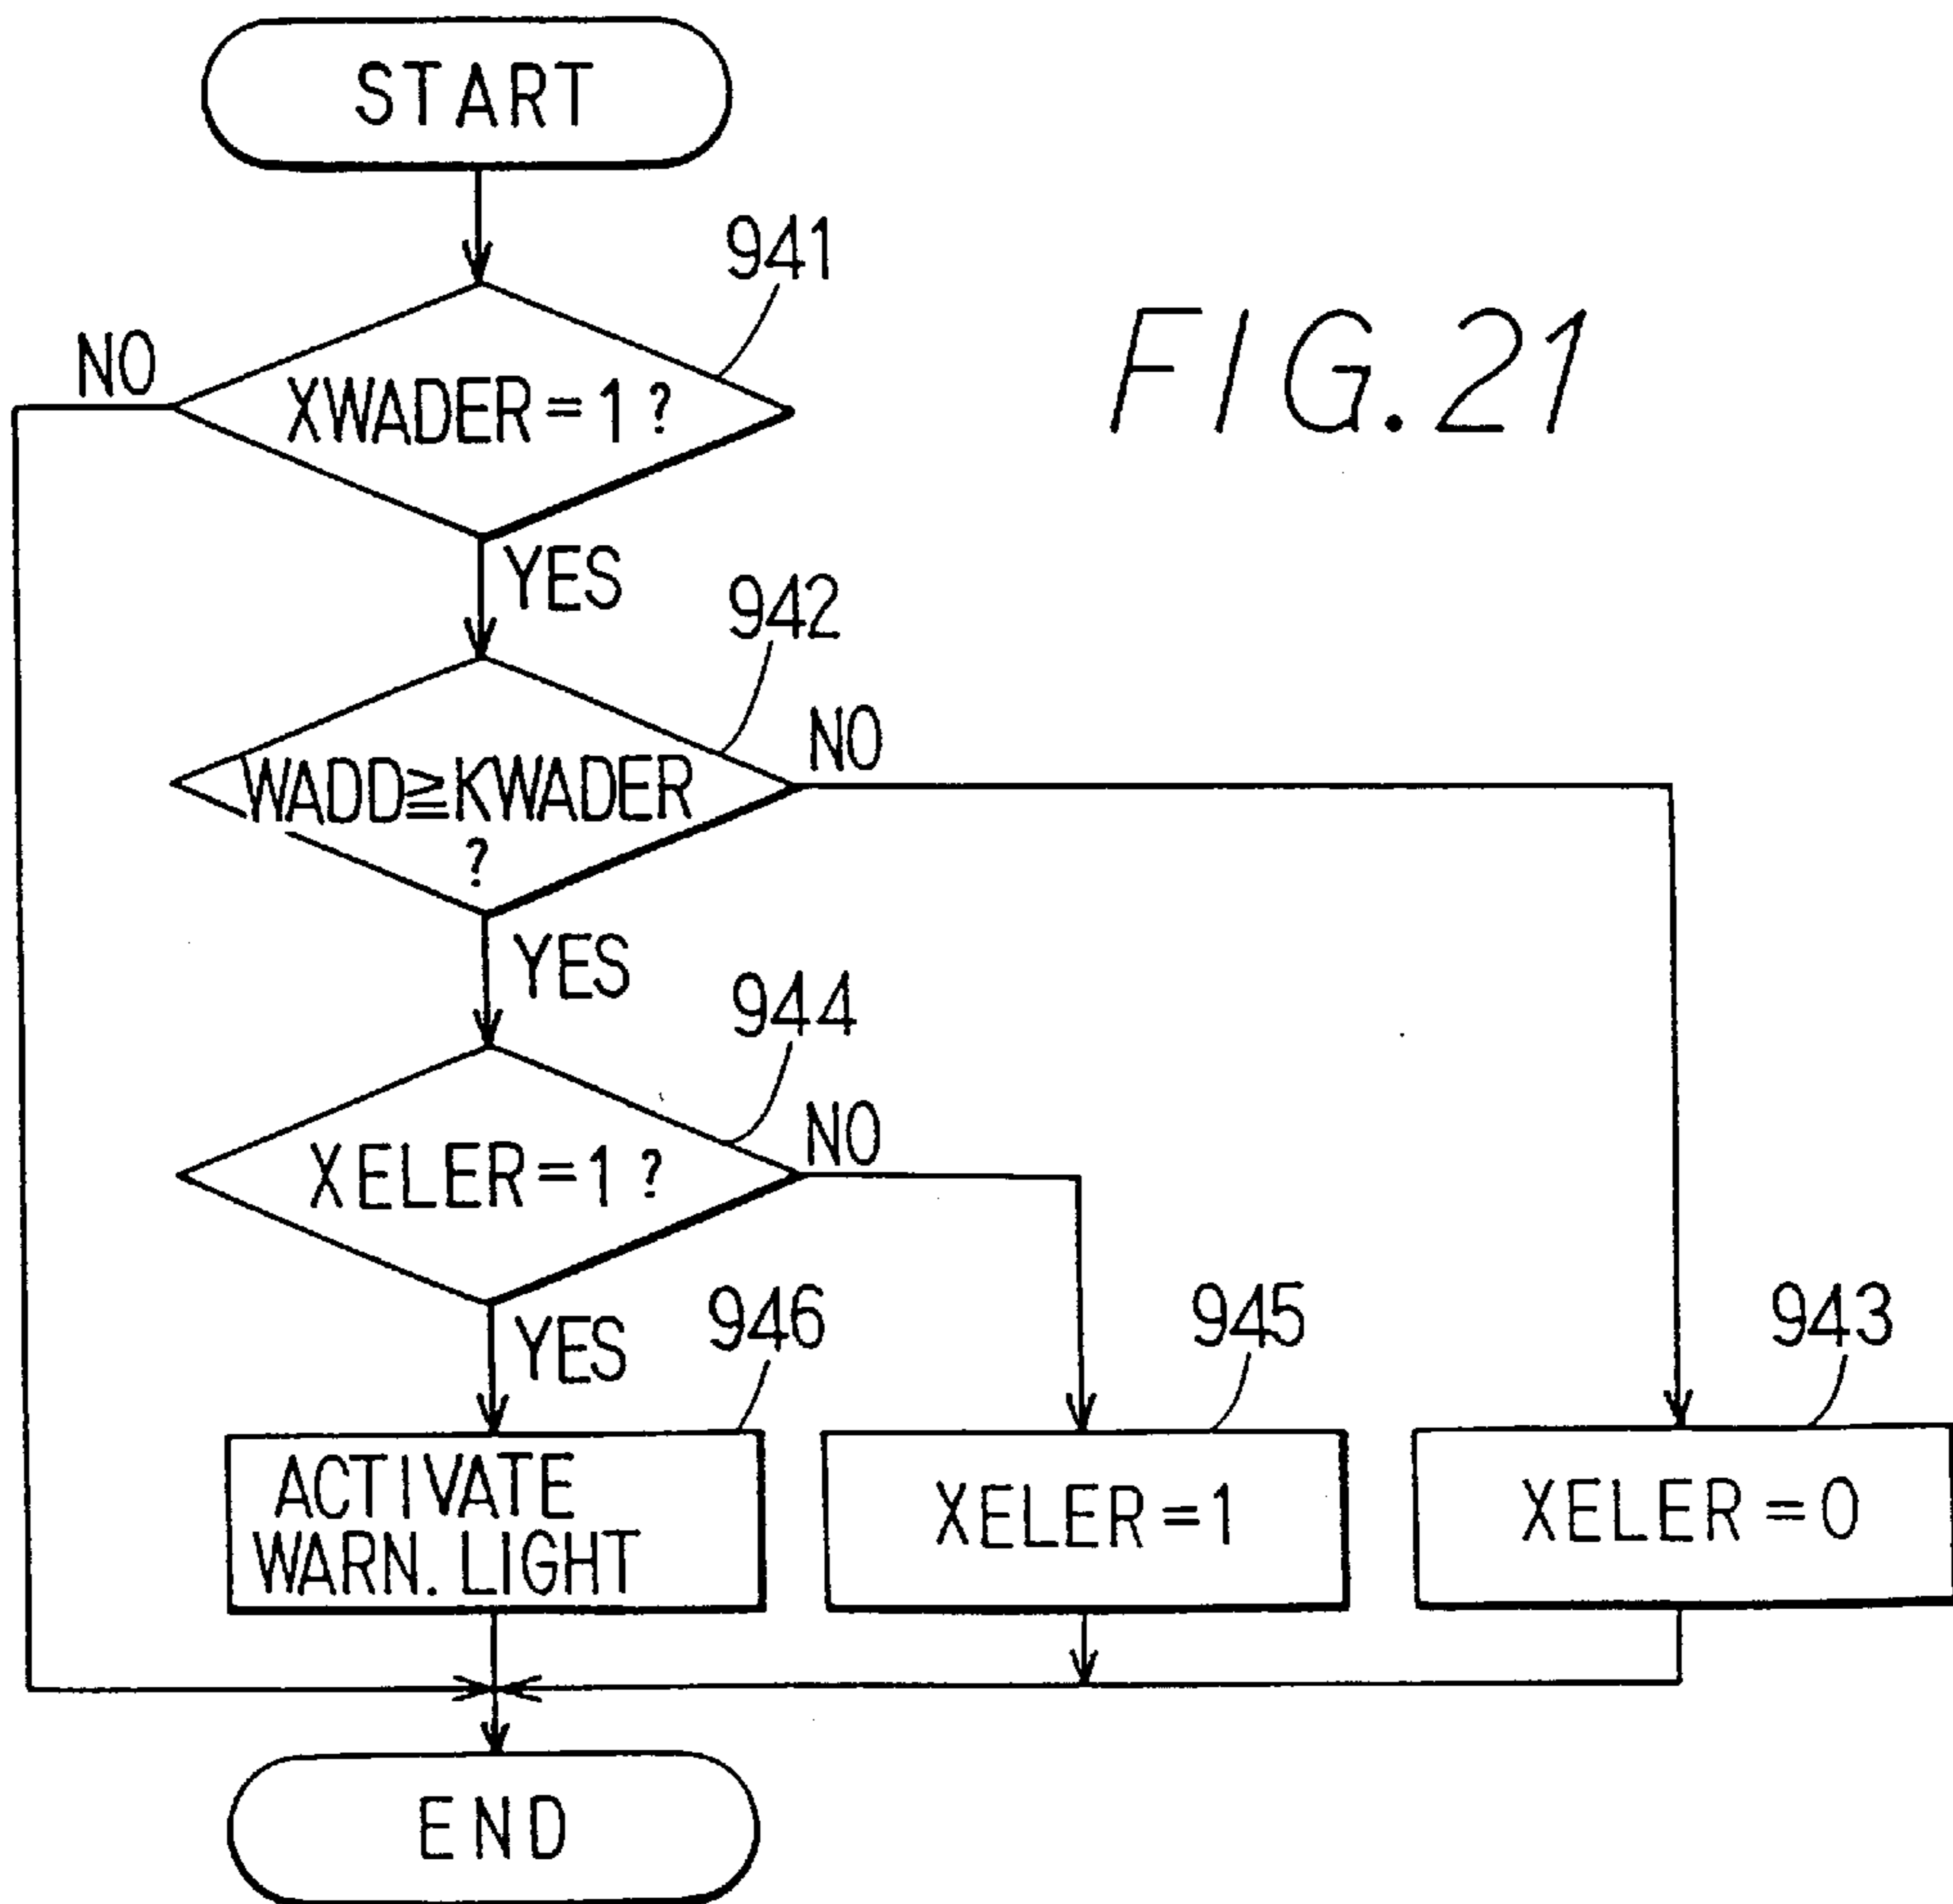 START
941
FIG.21
NO
XWADER=1?
YES
942
NO
WADD≧KWADER
?
YES
944
NO
XELER=1?
YES
946
945
943
ACTIVATE
WARN. LIGHT
XELER=1
XELER=0
END